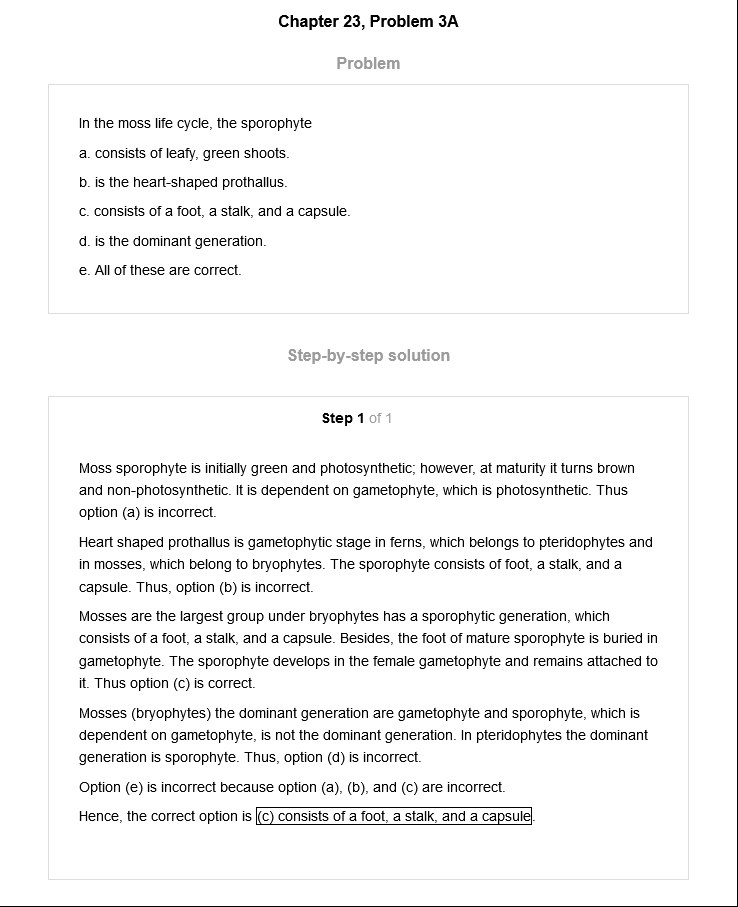 Chapter 23, Problem 3A
Problem
In the moss life cycle, the sporophyte
a. consists of leafy, green shoots.
b. is the heart-shaped prothallus.
c. consists of a foot, a stalk, and a capsule.
d. is the dominant generation.
e. All of these are correct.
Step-by-step solution
Step 1 of 1
Moss sporophyte is initially green and photosynthetic; however, at maturity it turns brown
and non-photosynthetic. It is dependent on gametophyte, which is photosynthetic. Thus
option (a) is incorrect.
Heart shaped prothallus is gametophytic stage in ferns, which belongs to pteridophytes and
in mosses, which belong to bryophytes. The sporophyte consists of foot, a stalk, and a
capsule. Thus, option (b) is incorrect.
Mosses are the largest group under bryophytes has a sporophytic generation, which
consists of a foot, a stalk, and a capsule. Besides, the foot of mature sporophyte is buried in
gametophyte. The sporophyte develops in the female gametophyte and remains attached to
it. Thus option (c) is correct.
Mosses (bryophytes) the dominant generation are gametophyte and sporophyte, which is
dependent on gametophyte, is not the dominant generation. In pteridophytes the dominant
generation is sporophyte. Thus, option (d) is incorrect.
Option (e) is incorrect because option (a), (b), and (c) are incorrect.
Hence, the correct option is (c) consists of a foot, a stalk, and a capsule.